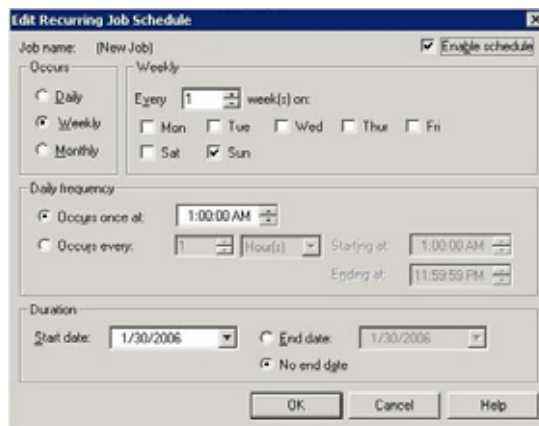 Edit Recurring Job Schedule
Job name: (New Job) Enable schedule
Occurs
Daily
Weekly
Monthly
Weekly
Every 1 week(s) on:
Mon Tue Wed Thur Fri
Sat Sun
Daily frequency
Occurs once at: 1:00:00 AM
Occurs every: 1 Hour(s) Starting at: 1:00:00 AM
Ending at: 11:59:59 PM
Duration
Start date: 1/30/2006 End date: 1/30/2006
No end date
OK Cancel Help